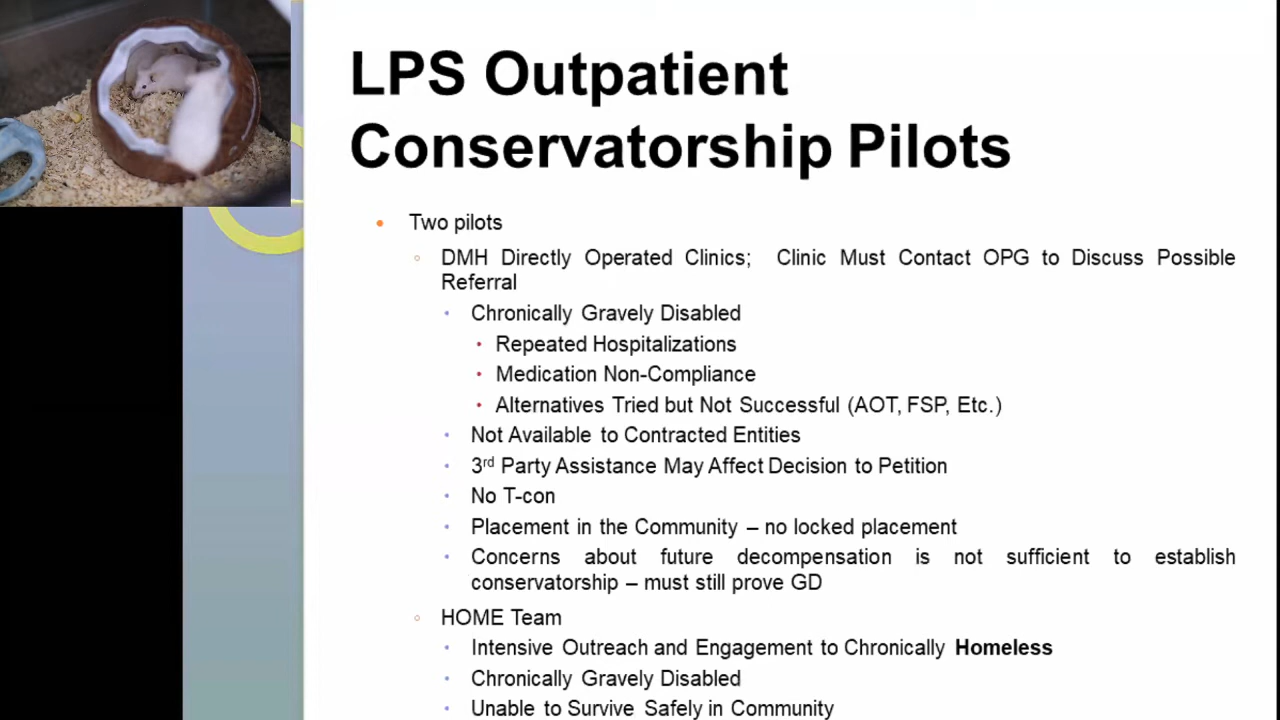 LPS Outpatient
Conservatorship Pilots
Two pilots
DMH Directly Operated Clinics; Clinic Must Contact OPG to Discuss Possible
Referral
Chronically Gravely Disabled
Repeated Hospitalizations
Medication Non-Compliance
Alternatives Tried but Not Successful (AOT, FSP, Etc.)
Not Available to Contracted Entities
3rd Party Assistance May Affect Decision to Petition
No T-con
Placement in the Community – no locked placement
Concerns about future decompensation is not sufficient to establish
conservatorship – must still prove GD
HOME Team
Intensive Outreach and Engagement to Chronically Homeless
Chronically Gravely Disabled
Unable to Survive Safely in Community